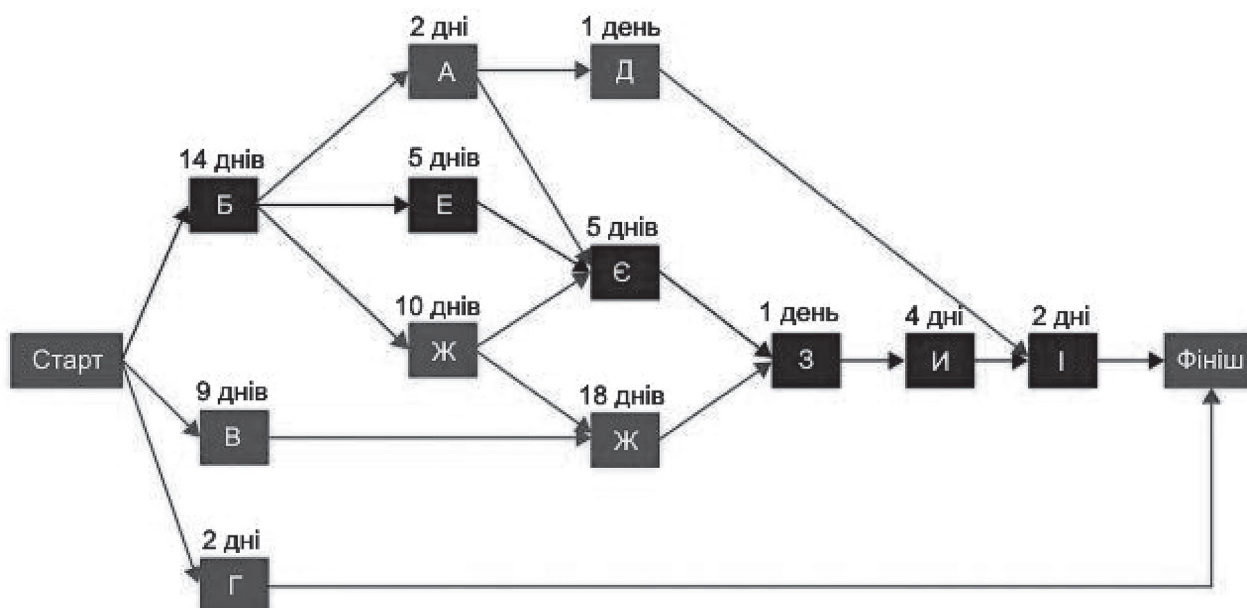 2 дні
А
1 день
Д
14 днів
Б
5 днів
Е
5 днів
Є
10 днів
Ж
Старт
1 день
З
4 дні
И
2 дні
І
Фініш
9 днів
В
18 днів
Ж
2 дні
Г